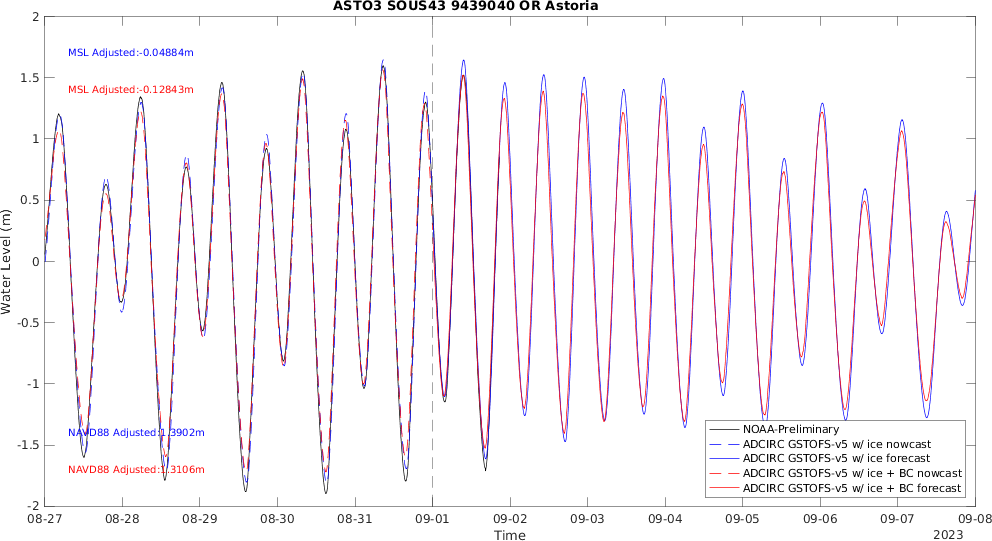 ASTO3 SOUS43 9439040 OR Astoria
MSL Adjusted:-0.04884m
MSL Adjusted:-0.12843m
NAVD88 Adjusted:1.3902m
NAVD88 Adjusted:1.3106m
Water Level (m)
2
1.5
1
0.5
0
-0.5
-1
-1.5
-2
NOAA-Preliminary
ADCIRC GSTOFS-v5 w/ ice nowcast
ADCIRC GSTOFS-v5 w/ ice forecast
ADCIRC GSTOFS-v5 w/ ice + BC nowcast
ADCIRC GSTOFS-v5 w/ ice + BC forecast
08-27 08-28 08-29 08-30 08-31 09-01 09-02 09-03 09-04 09-05 09-06 09-07 09-08
Time
2023